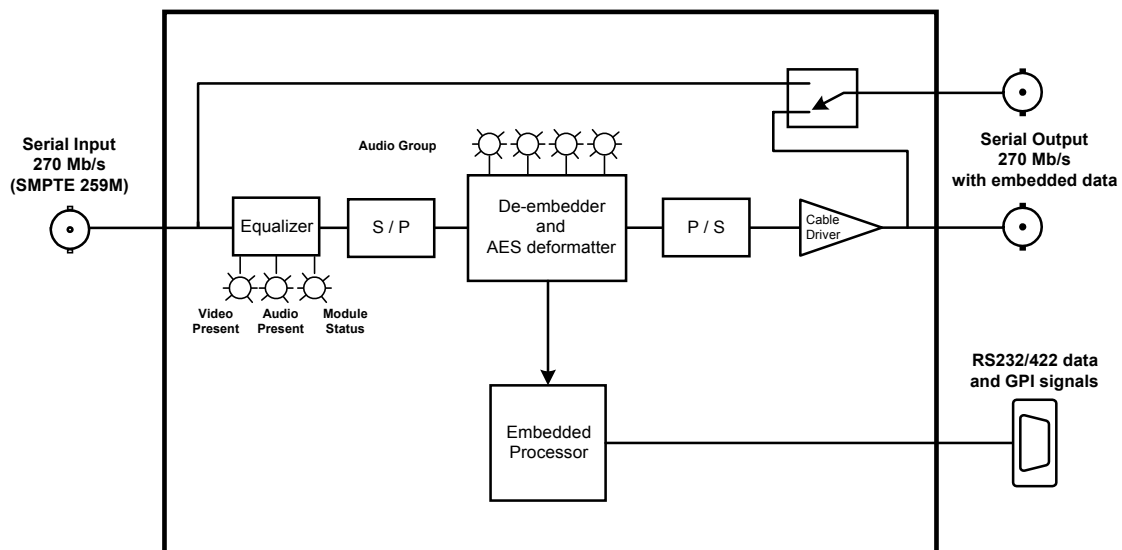 Serial Input
270 Mb/s
(SMPTE 259M)
Audio Group
Equalizer
S / P
De-embedder
and
AES deformatter
P / S
Cable
Driver
Serial Output
270 Mb/s
with embedded data
Video
Present
Audio
Present
Module
Status
Embedded
Processor
RS232/422 data
and GPI signals